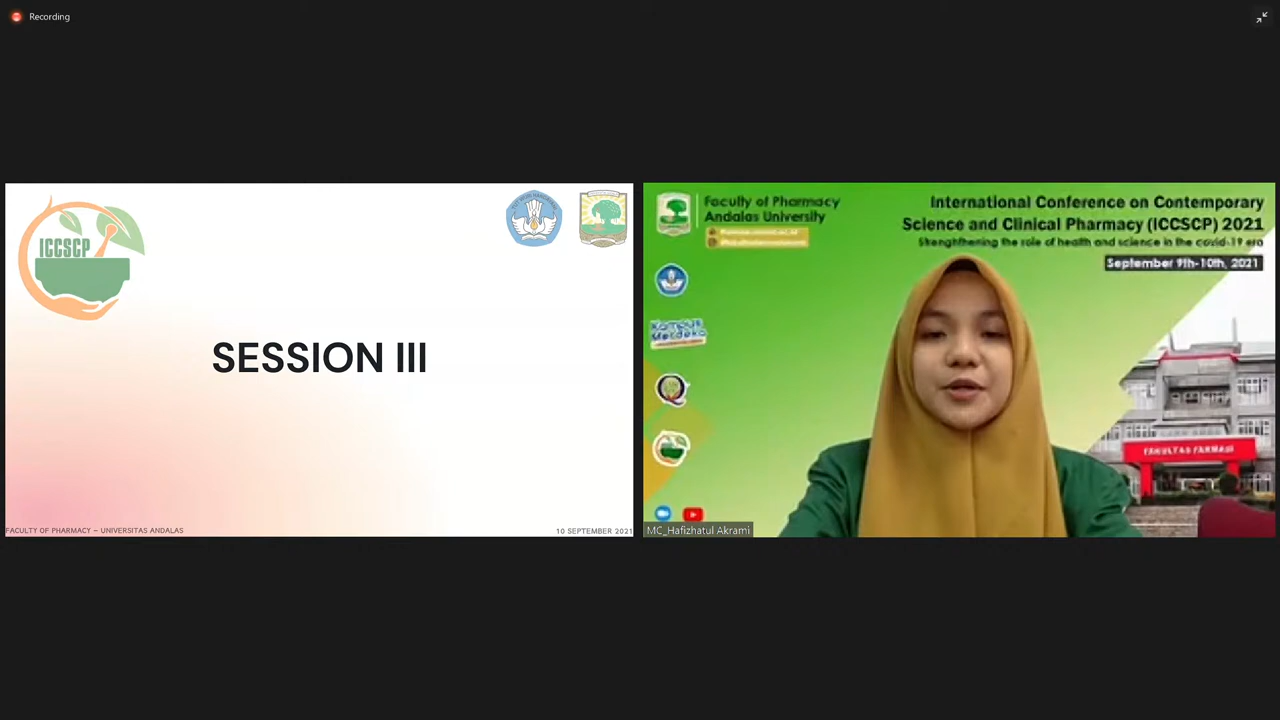 Recording
ICCSCP
SESSION III
FACULTY OF PHARMACY – UNIVERSITAS ANDALAS
10 SEPTEMBER 2021
Faculty of Pharmacy
Andalas University
International Conference on Contemporary
Science and Clinical Pharmacy (ICCSCP) 2021
Strengthening the role of health and science in the covid-19 era
September 9th-10th, 2021
Kampus
Merdeka
FAKULTAS FARMASI
MC_Hafizhatul Akrami